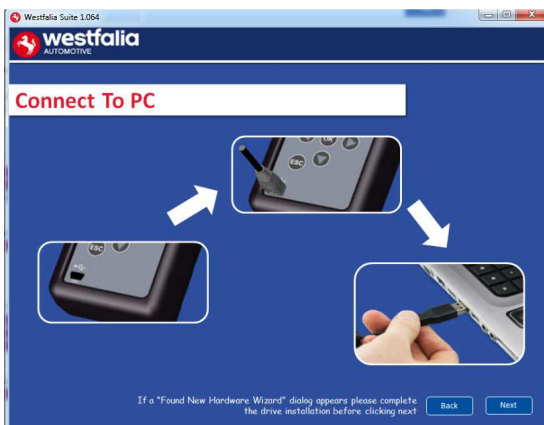 Westfalia Suite 1.064
westfalia
AUTOMOTIVE
Connect To PC
OK
ESC
ESC
If a "Found New Hardware Wizard" dialog appears please complete
the drive installation before clicking next
Back
Next